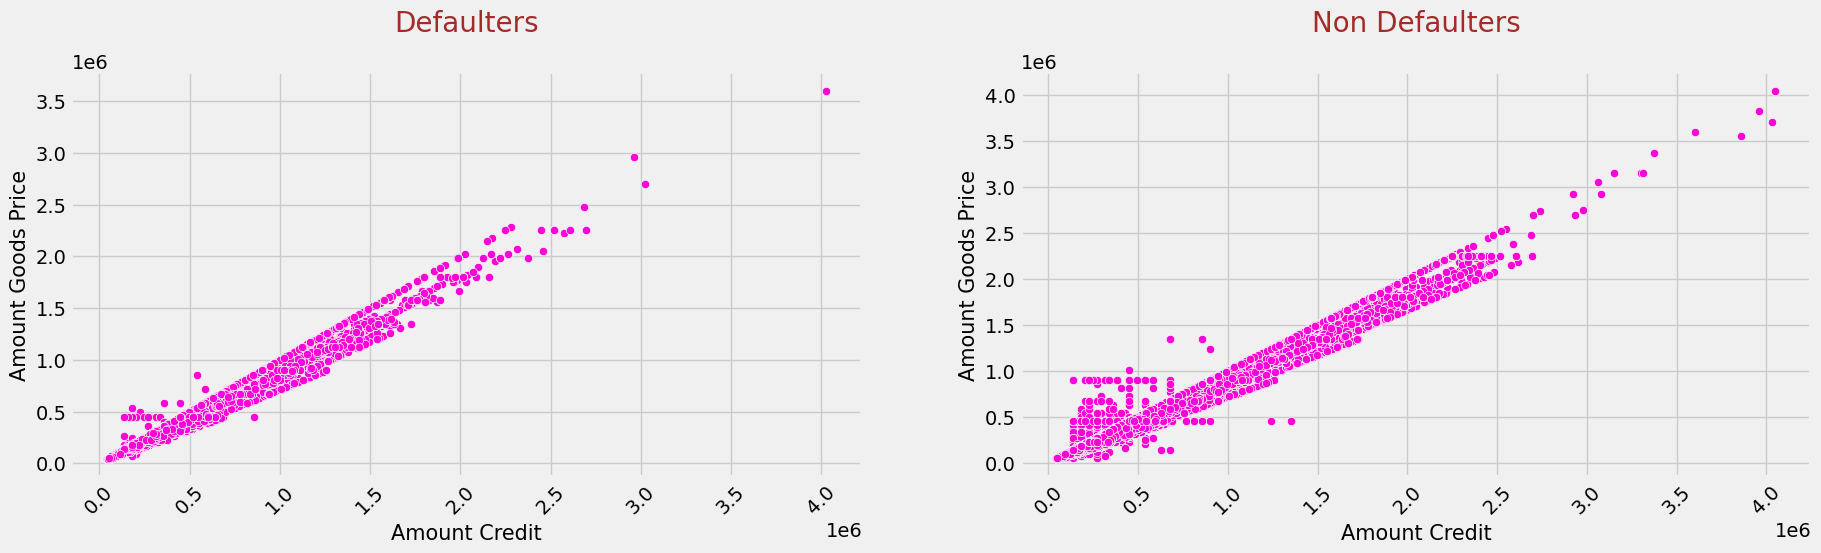 Defaulters
1e6
3.5
3.0
2.5
2.0
1.5
1.0
0.5
0.0
Amount Goods Price
0.0 0.5 1.0 1.5 2.0 2.5 3.0 3.5 4.0
1e6
Amount Credit
Non Defaulters
1e6
4.0
3.5
3.0
2.5
2.0
1.5
1.0
0.5
0.0
Amount Goods Price
0.0 0.5 1.0 1.5 2.0 2.5 3.0 3.5 4.0
1e6
Amount Credit